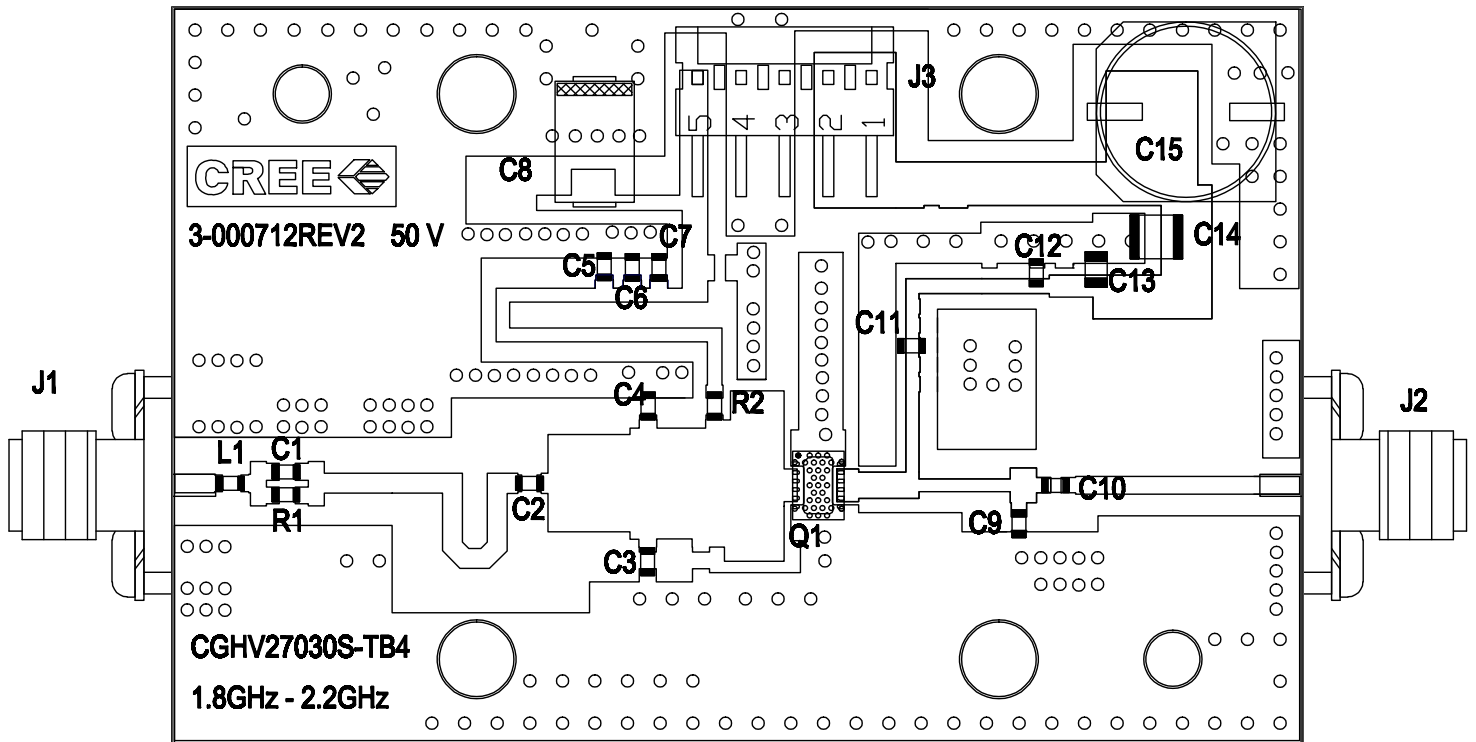 J3
5 4 3 2 1
C15
C8
CREE
3-000712REV2 50 V
C7
C5
C6
C12
C14
C13
C11
J1
J2
C4
R2
L1
C1
R1
C2
C10
C9
Q1
C3
CGHV27030S-TB4
1.8GHz - 2.2GHz